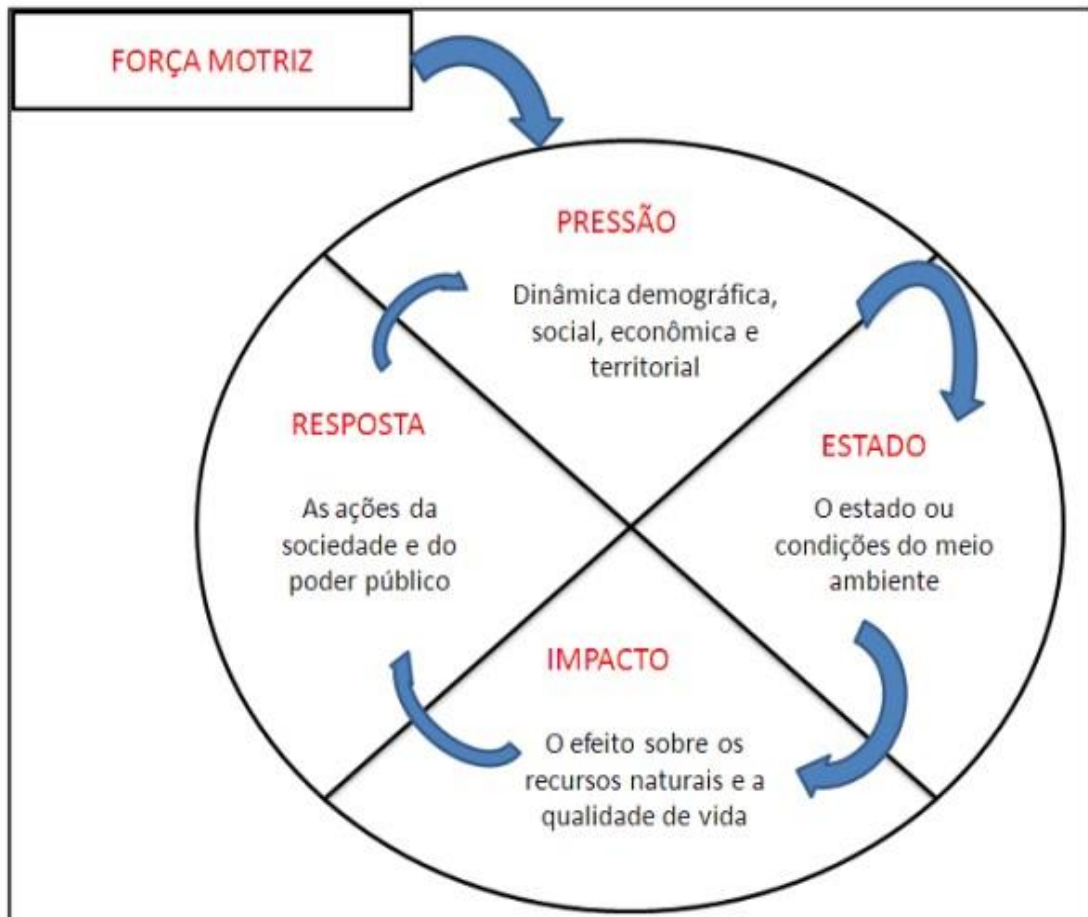 FORÇA MOTRIZ
PRESSÃO
Dinâmica demográfica,
social, econômica e
territorial
RESPOSTA
As ações da
sociedade e do
poder público
ESTADO
O estado ou
condições do meio
ambiente
IMPACTO
O efeito sobre os
recursos naturais e a
qualidade de vida